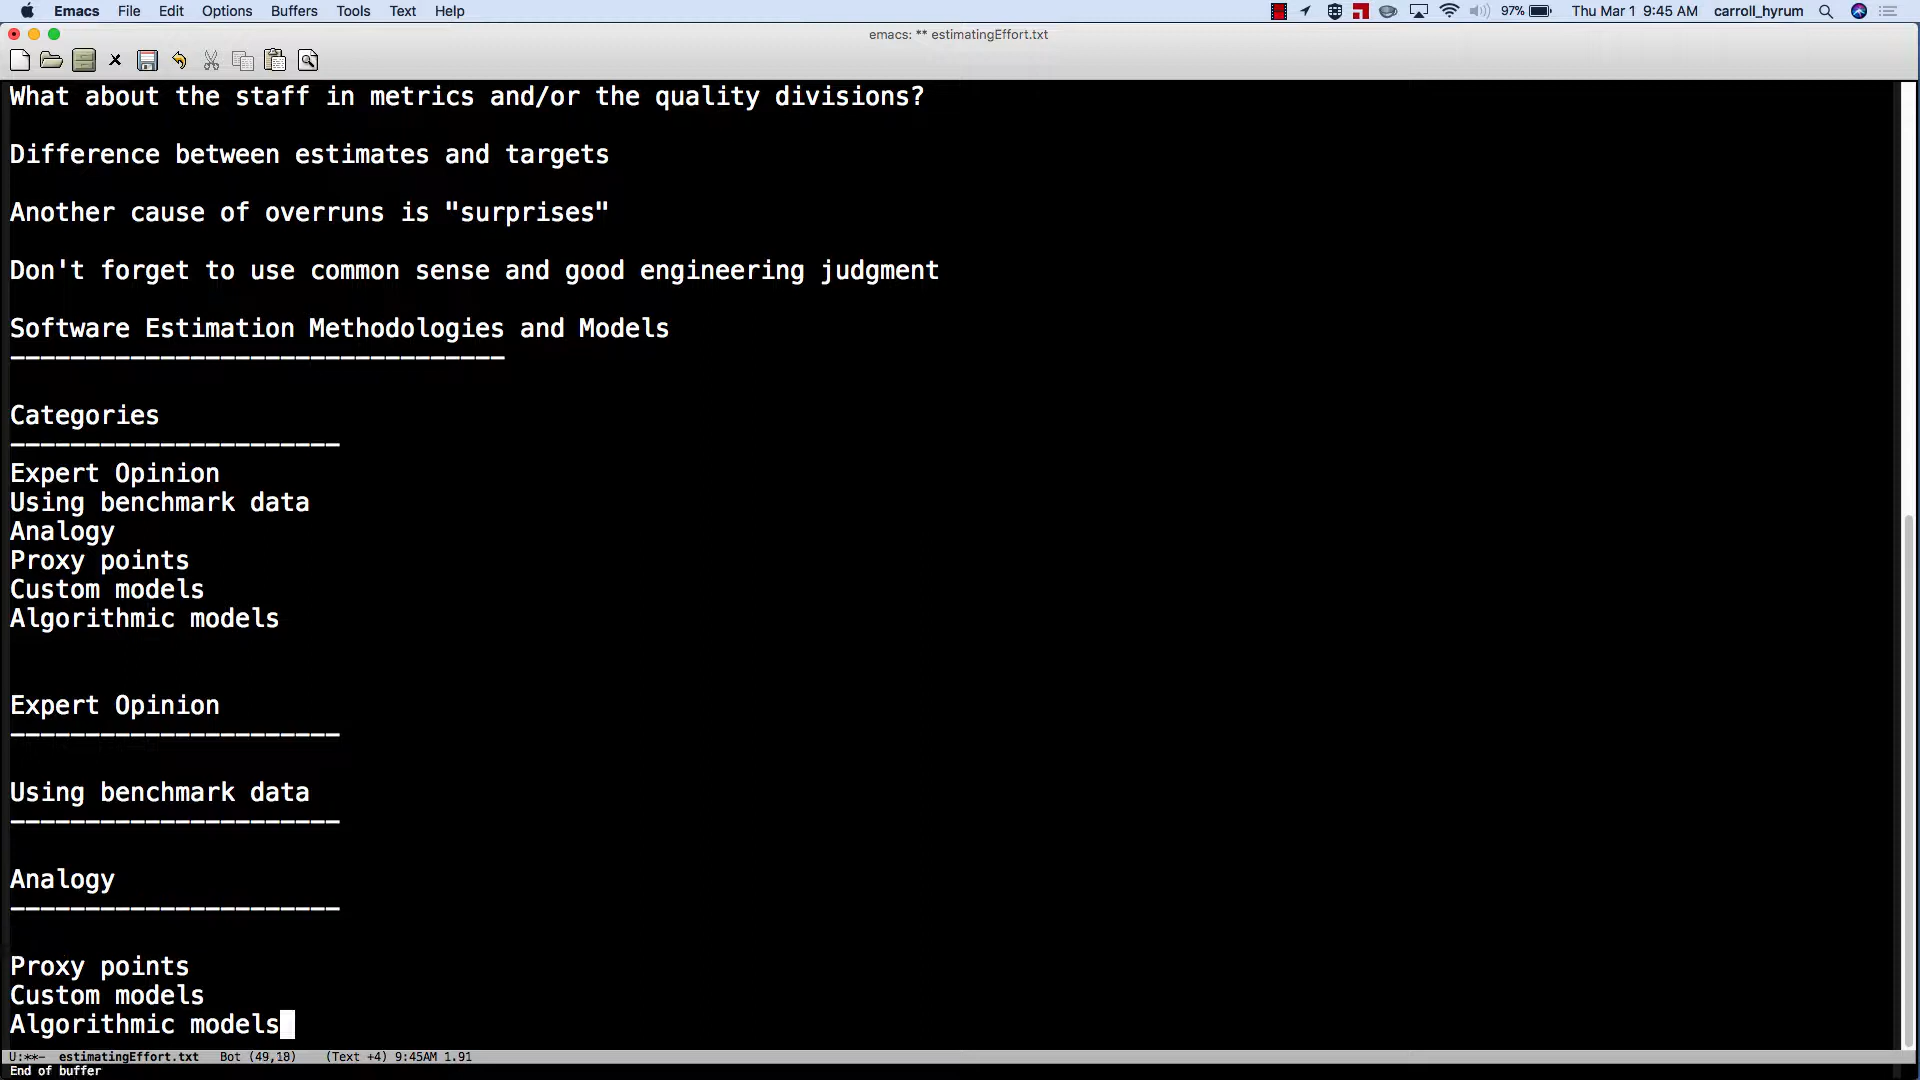 Emacs File Edit Options Buffers Tools Text Help 97% Thu Mar 1 9:45 AM carroll_hyrum
emacs: ** estimatingEffort.txt
What about the staff in metrics and/or the quality divisions?
Difference between estimates and targets
Another cause of overruns is "surprises"
Don't forget to use common sense and good engineering judgment
Software Estimation Methodologies and Models
---------------------------------
Categories
----------------------
Expert Opinion
Using benchmark data
Analogy
Proxy points
Custom models
Algorithmic models
Expert Opinion
----------------------
Using benchmark data
----------------------
Analogy
----------------------
Proxy points
Custom models
Algorithmic models
U:**- estimatingEffort.txt Bot (49,18) (Text +4) 9:45AM 1.91
End of buffer